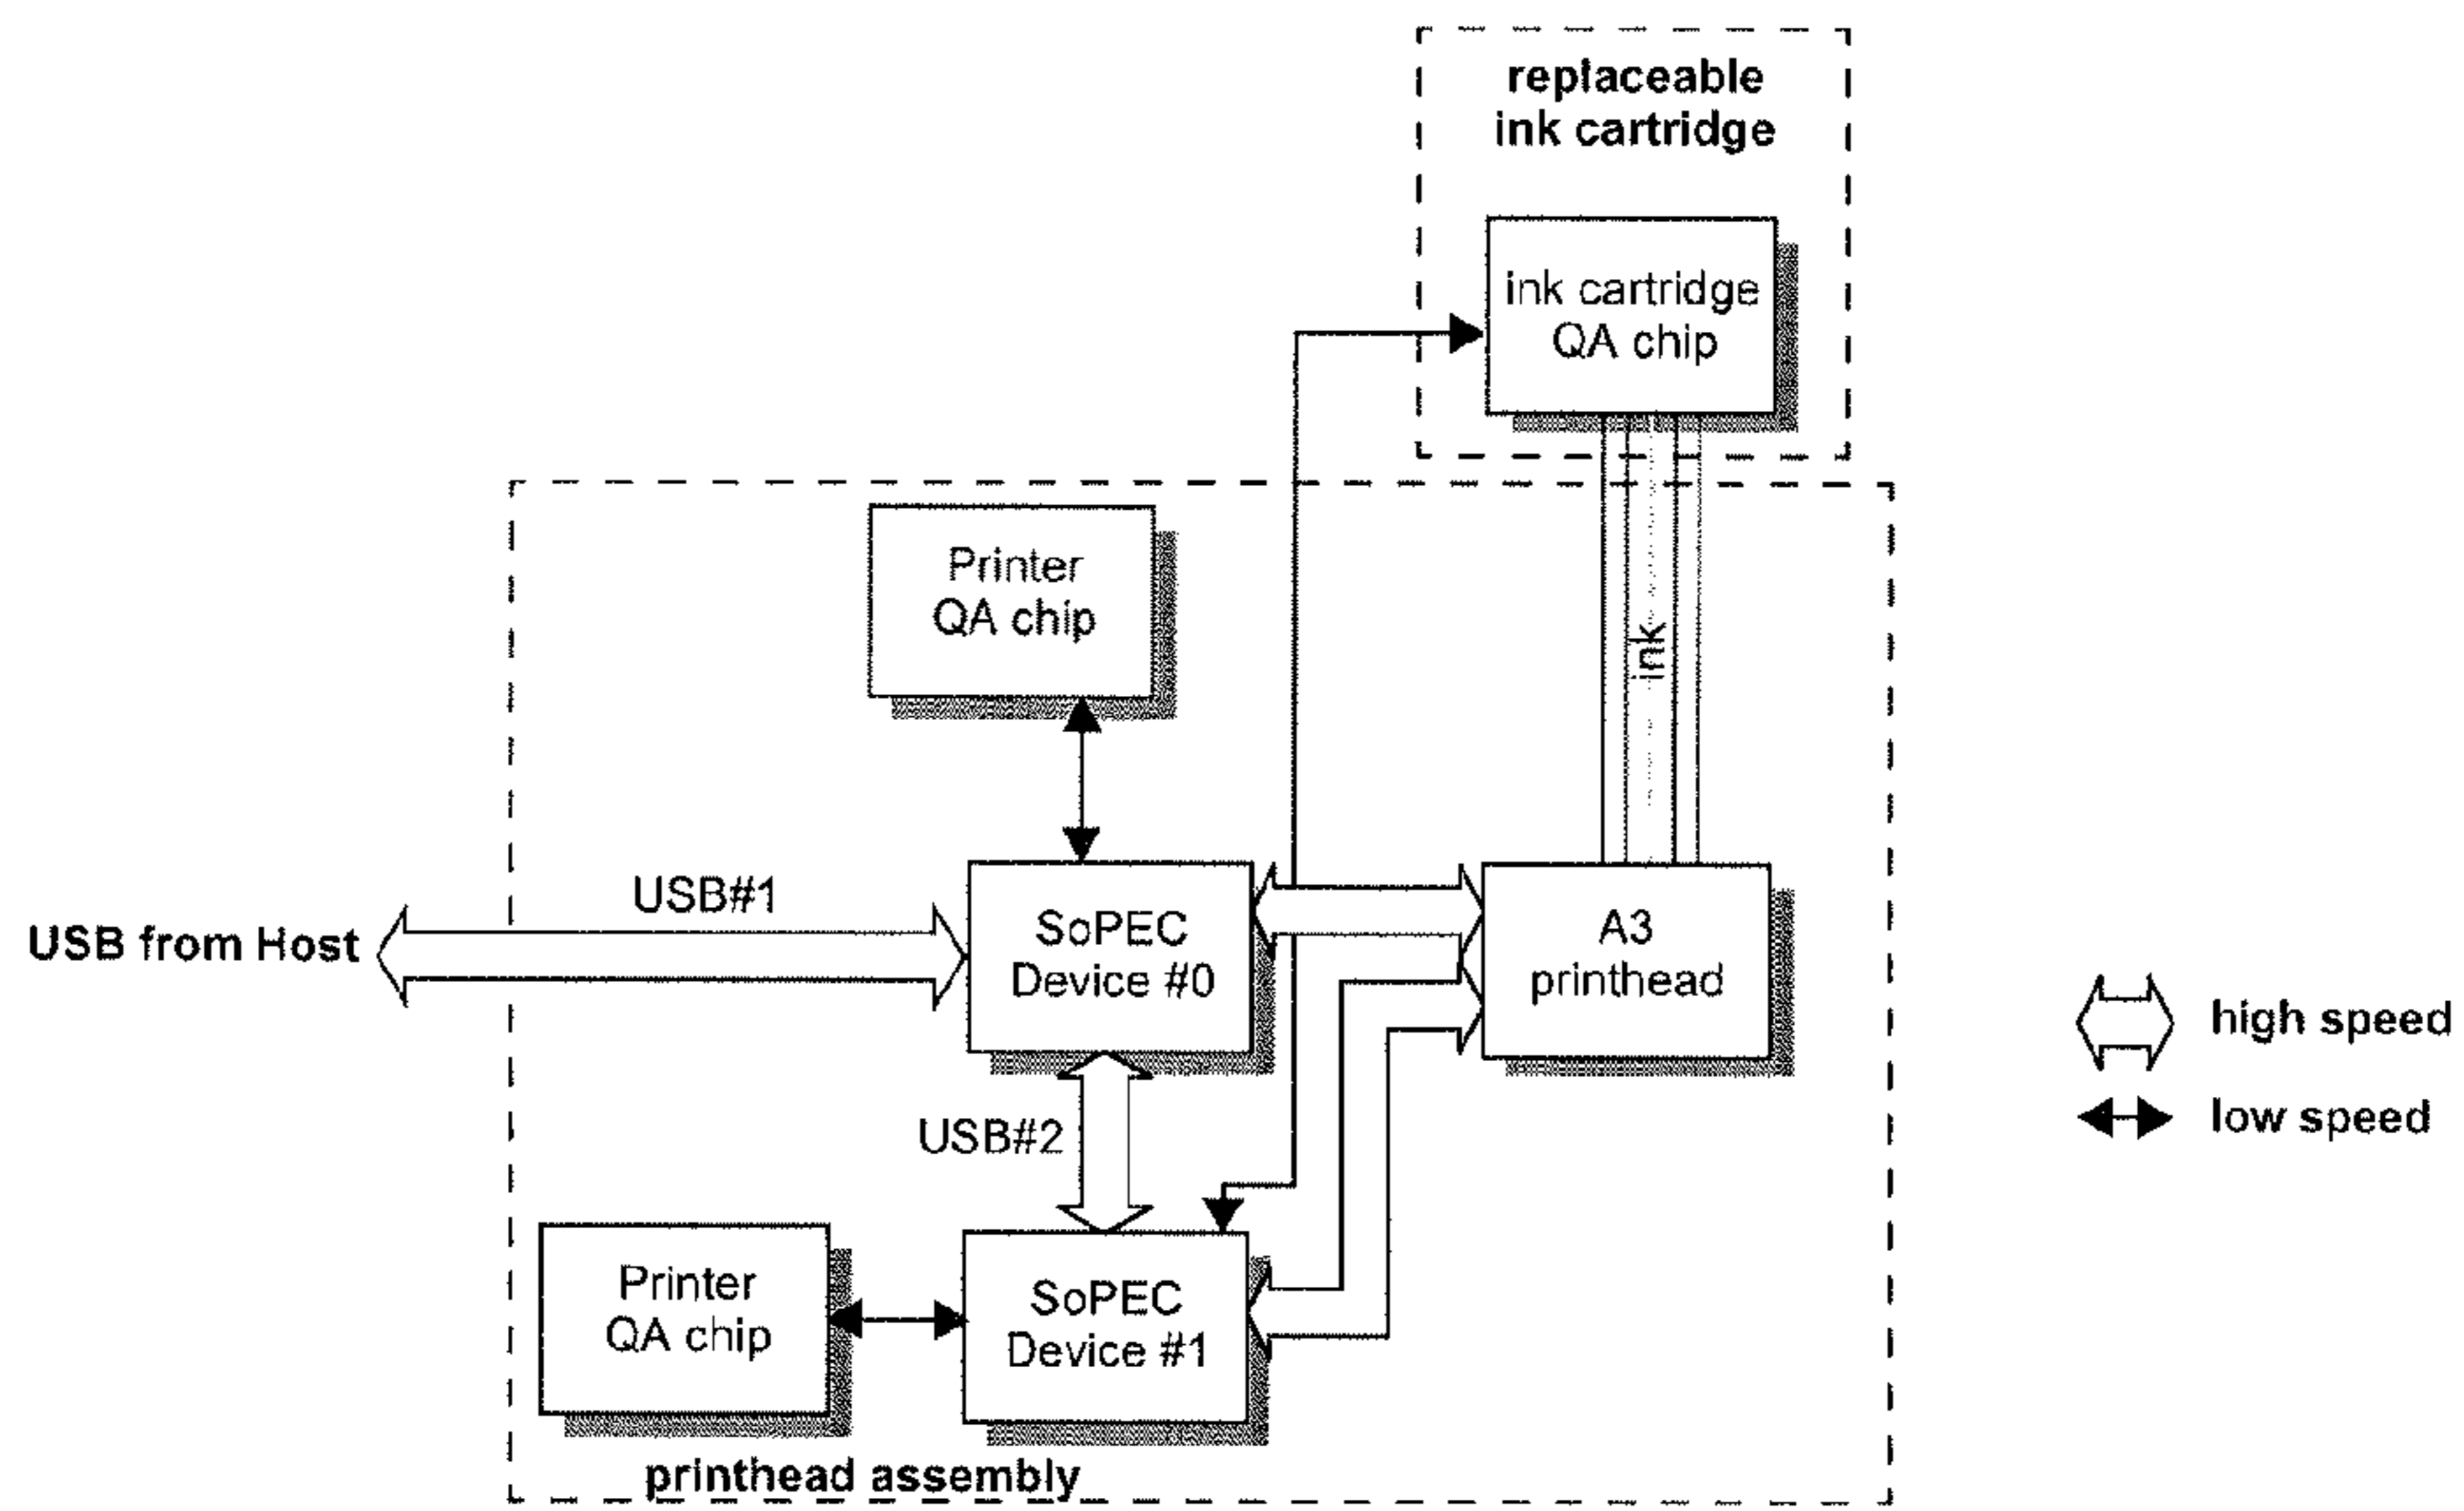 replaceable
ink cartridge
ink cartridge
QA chip
Printer
QA chip
ink
USB#1
USB from Host
SoPEC
Device #0
A3
printhead
high speed
low speed
USB#2
Printer
QA chip
SoPEC
Device #1
printhead assembly